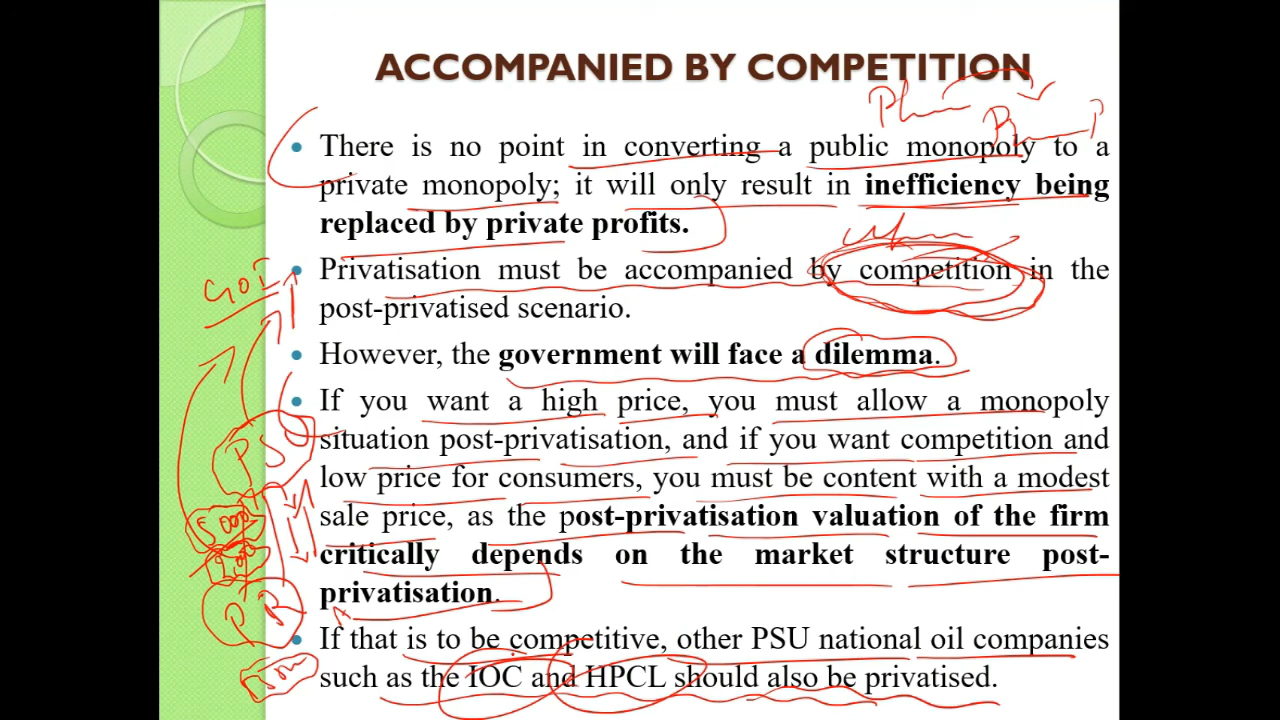 ACCOMPANIED BY COMPETITION
There is no point in converting a public monopoly to a
private monopoly; it will only result in inefficiency being
replaced by private profits.
Privatisation must be accompanied by competition in the
post-privatised scenario.
However, the government will face a dilemma.
If you want a high price, you must allow a monopoly
situation post-privatisation, and if you want competition and
low price for consumers, you must be content with a modest
sale price, as the post-privatisation valuation of the firm
critically depends on the market structure post-
privatisation.
If that is to be competitive, other PSU national oil companies
such as the IOC and HPCL should also be privatised.
GOI
PSU